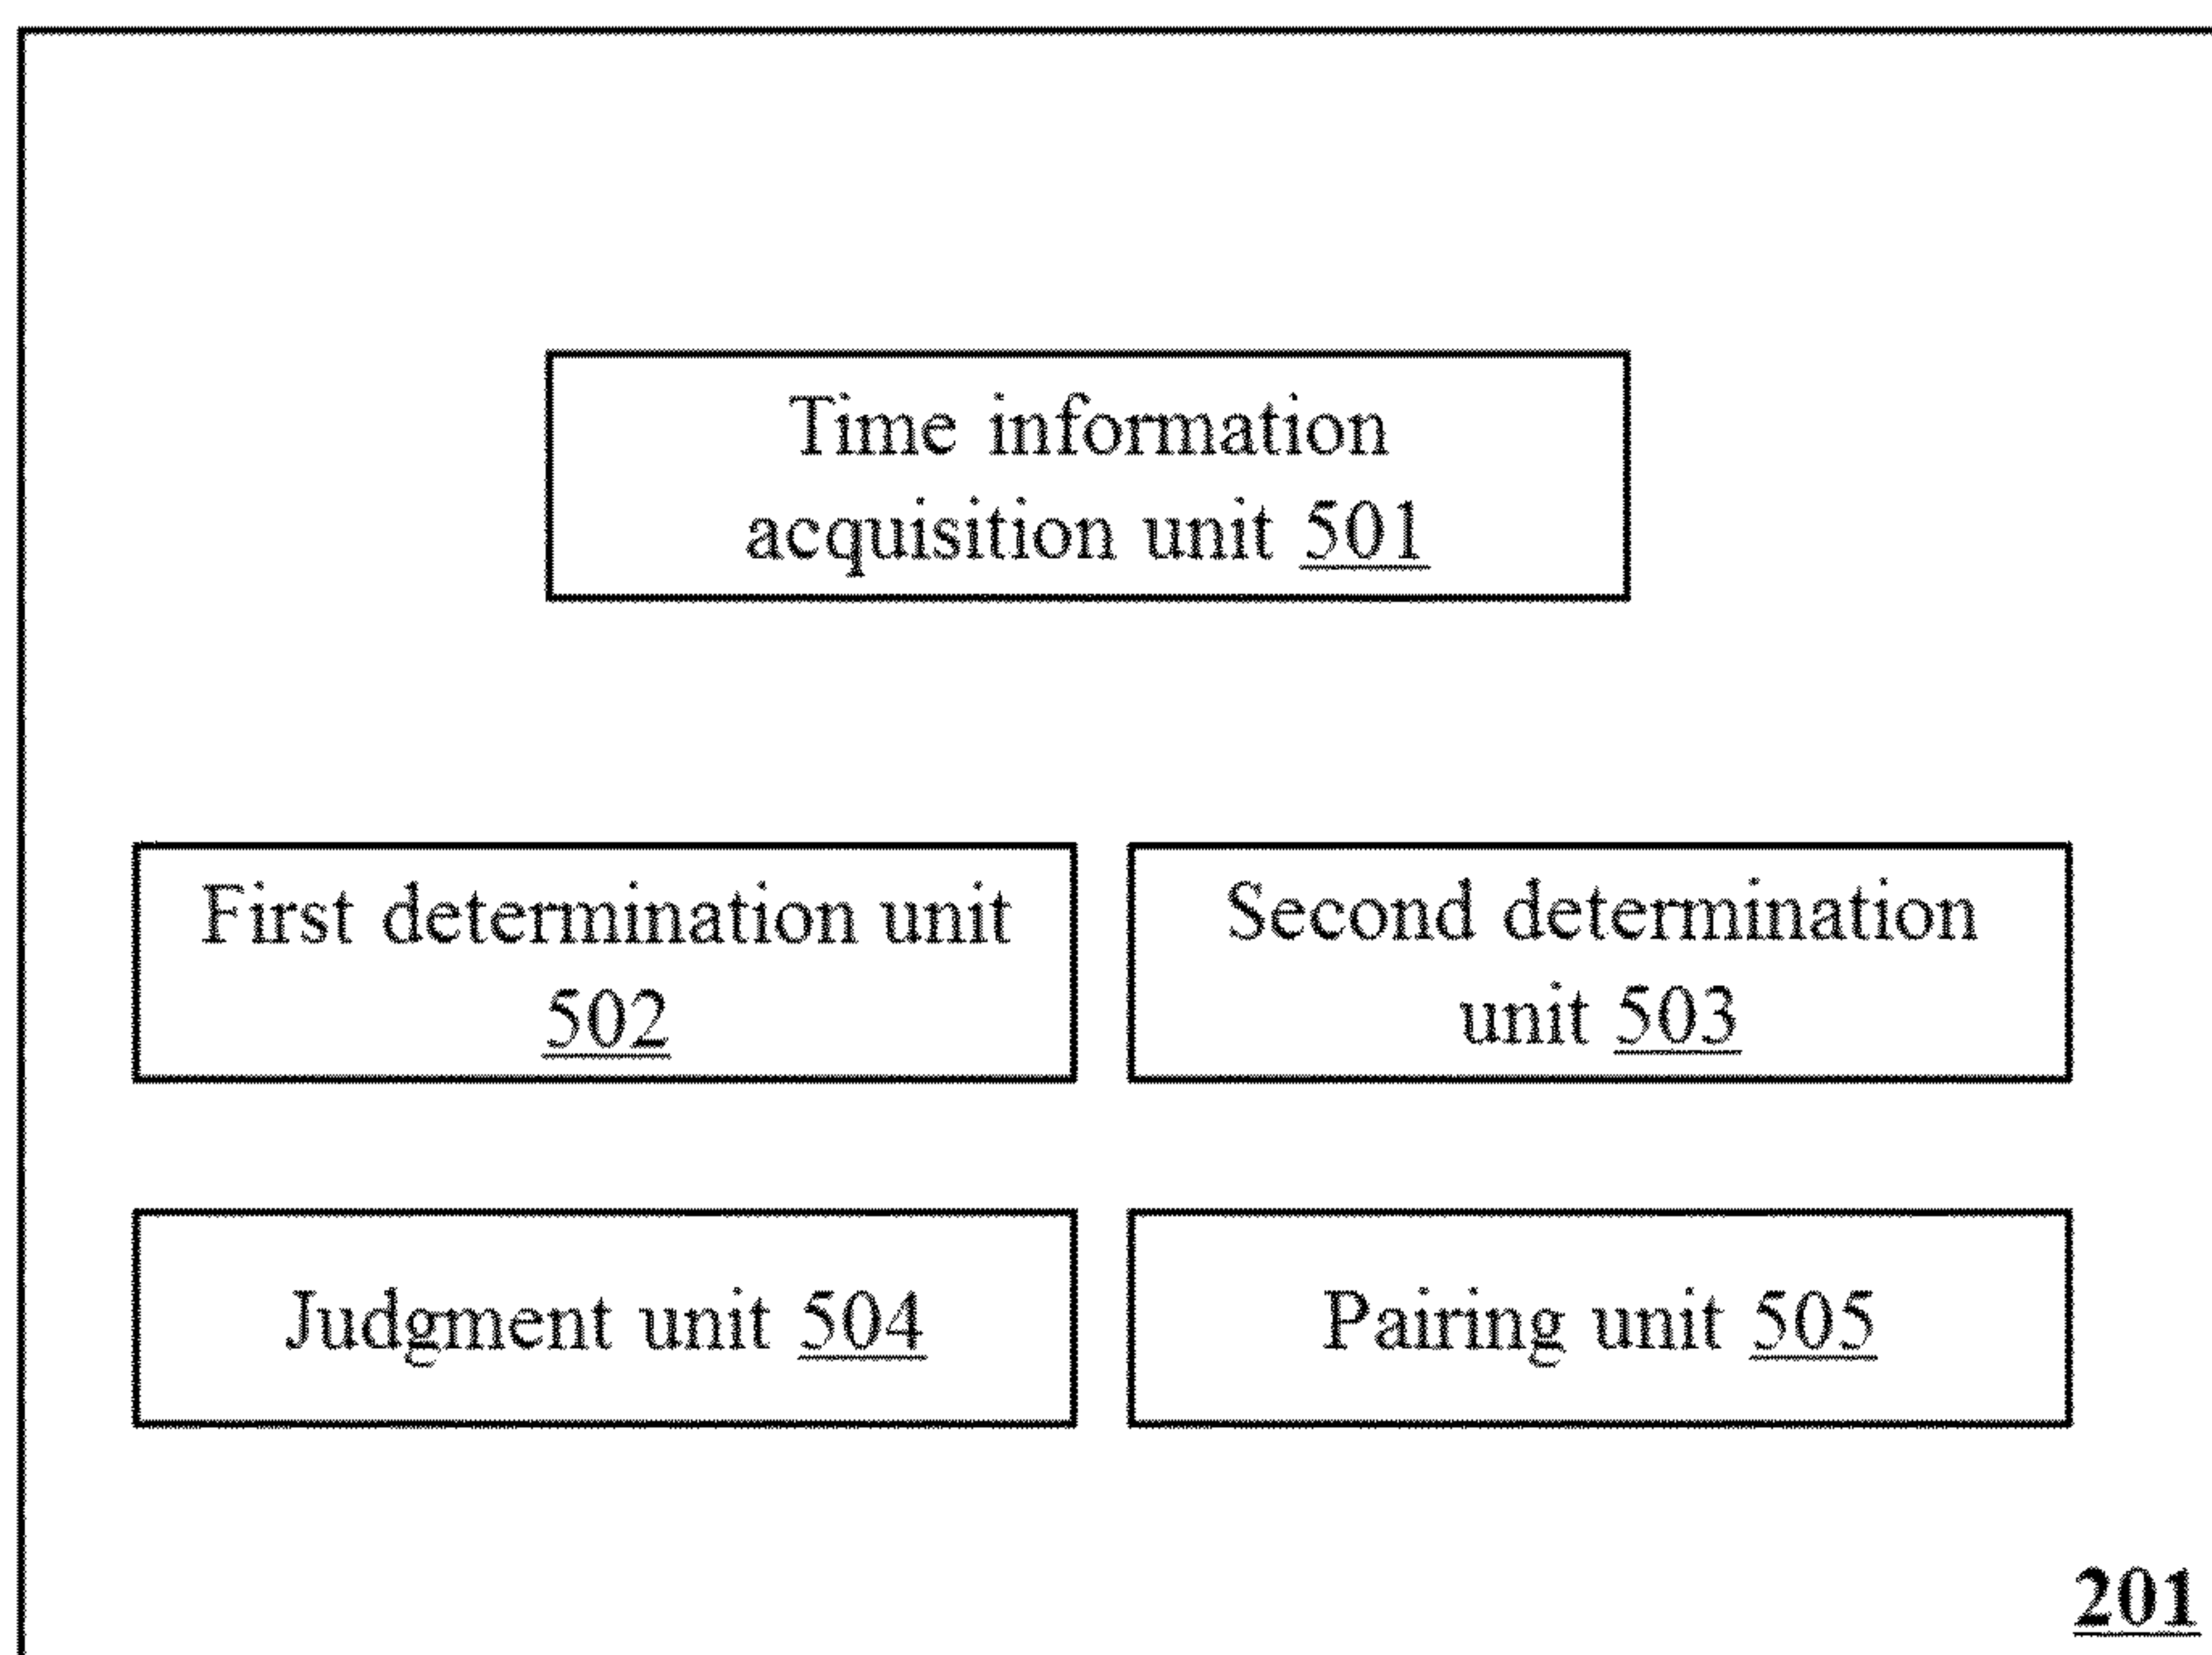 Time information
acquisition unit 501
First determination unit
502
Second determination
unit 503
Judgment unit 504
Pairing unit 505
201